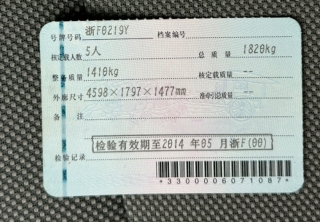 号牌号码 浙F0219Y 档案编号
核定载人数 5人 总质量 1820kg
整备质量 1410kg 核定载质量 --
外廓尺寸 4598×1797×1477mm 准牵引总质量 --
备注
检验有效期至2014年05月浙F(00)
检验记录
*3300006071087*